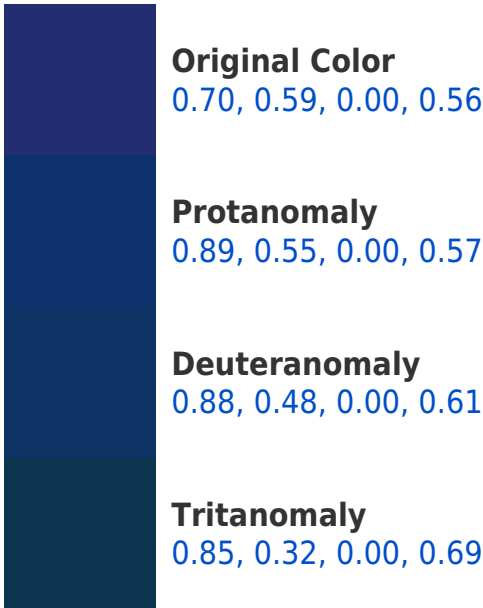 Original Color
0.70, 0.59, 0.00, 0.56
Protanomaly
0.89, 0.55, 0.00, 0.57
Deuteranomaly
0.88, 0.48, 0.00, 0.61
Tritanomaly
0.85, 0.32, 0.00, 0.69